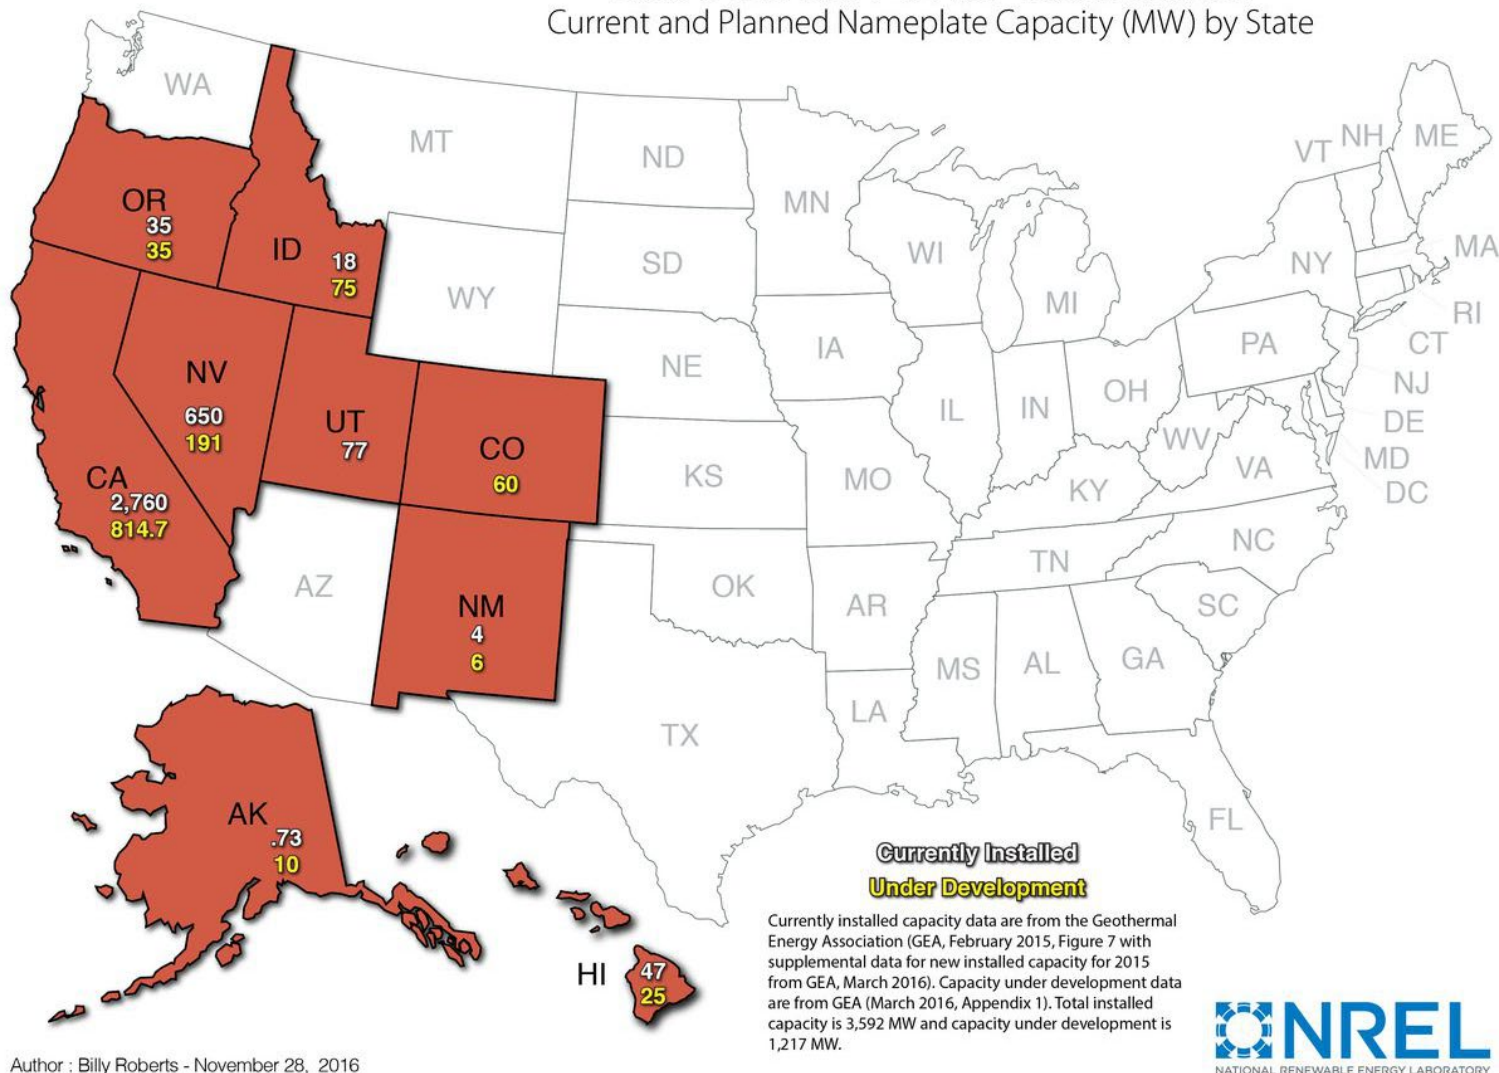 Current and Planned Nameplate Capacity (MW) by State
WA
MT
ND
MN
VT
NH
ME
OR
35
35
ID
18
75
SD
WI
MI
NY
MA
RI
WY
NE
IA
PA
CT
NJ
DE
MD
DC
NV
650
191
UT
77
CO
60
KS
MO
IL
IN
OH
WV
VA
KY
CA
2,760
814.7
AZ
NM
4
6
OK
AR
TN
NC
SC
MS
AL
GA
LA
TX
FL
AK
.73
10
HI
47
25
Currently Installed
Under Development
Currently installed capacity data are from the Geothermal
Energy Association (GEA, February 2015, Figure 7 with
supplemental data for new installed capacity for 2015
from GEA, March 2016). Capacity under development data
are from GEA (March 2016, Appendix 1). Total installed
capacity is 3,592 MW and capacity under development is
1,217 MW.
NREL
NATIONAL RENEWABLE ENERGY LABORATORY
Author : Billy Roberts - November 28, 2016